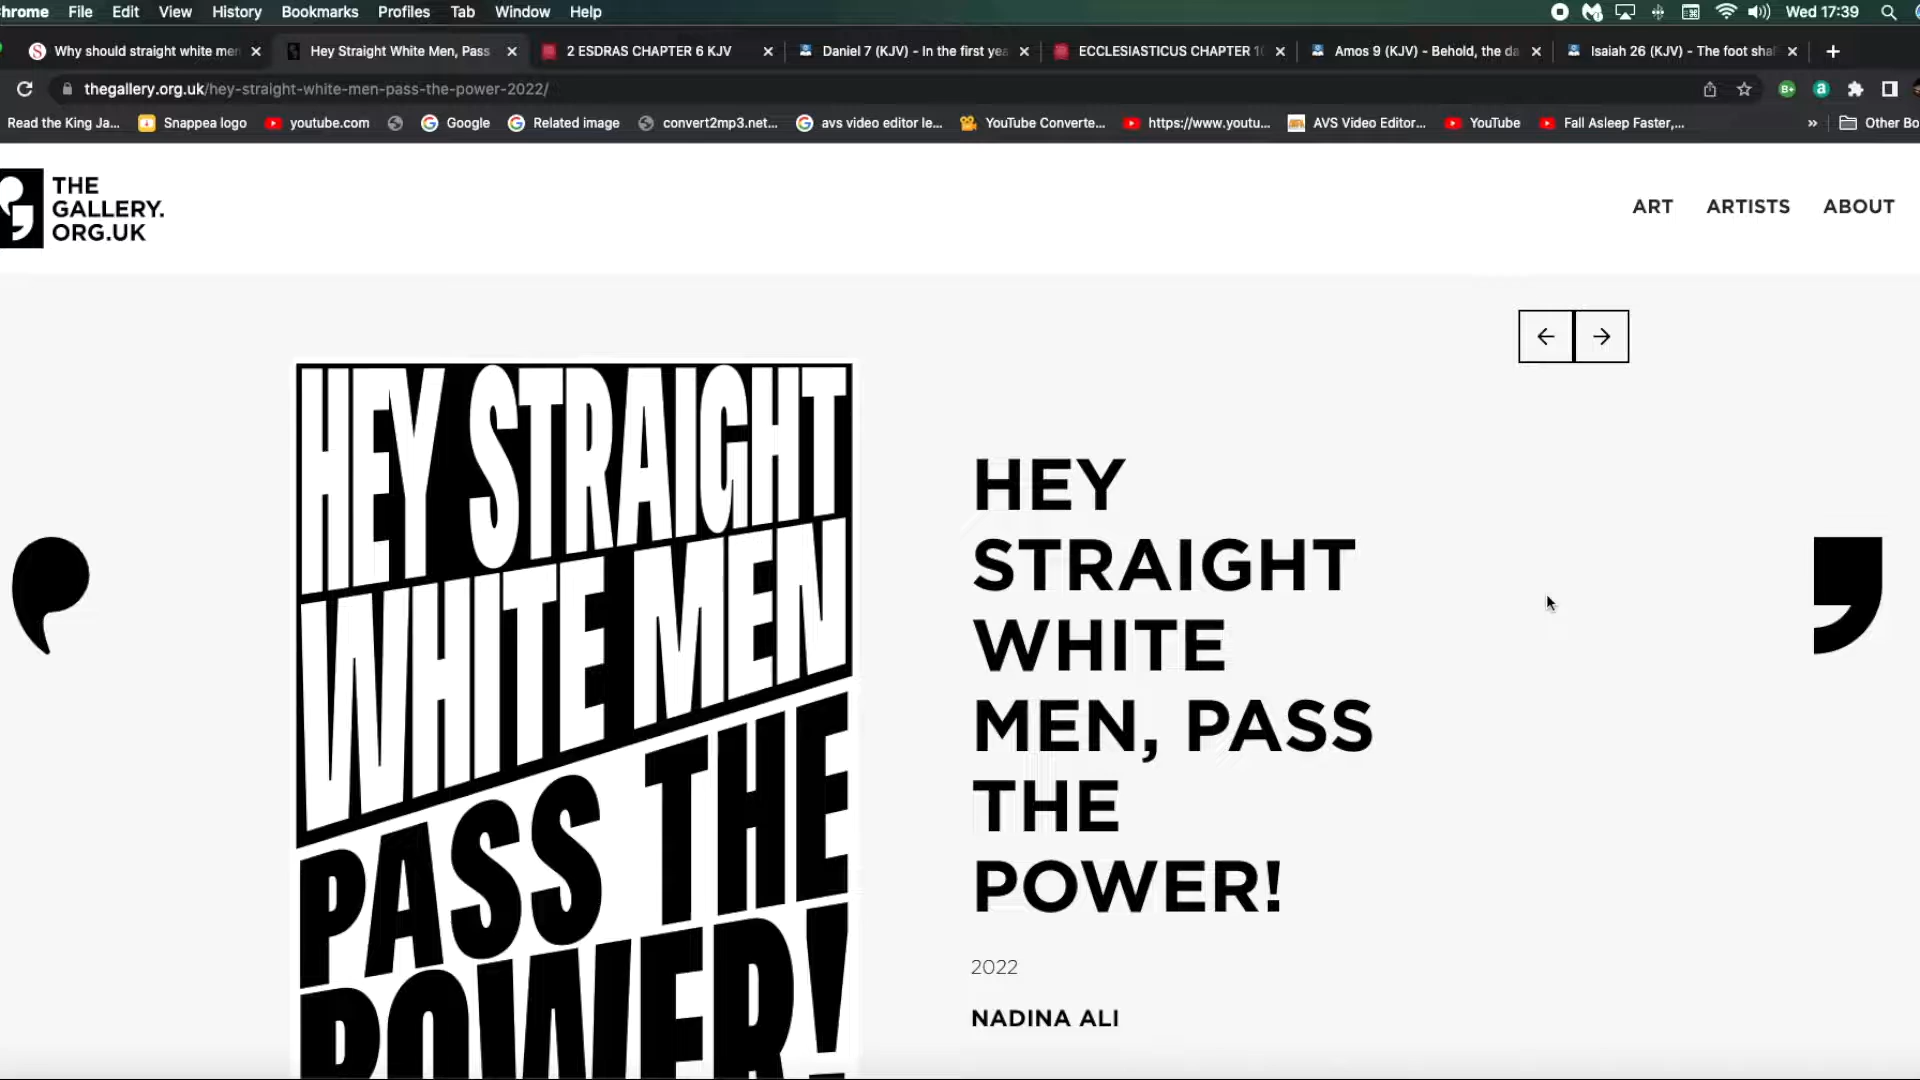 hrome File Edit View History Bookmarks Profiles Tab Window Help Wed 17:39
Why should straight white me Hey Straight White Men, Pass 2 ESDRAS CHAPTER 6 KJV Daniel 7 (KJV) - In the first ye ECCLESIASTICUS CHAPTER 1 Amos 9 (KJV) - Behold, the da Isaiah 26 (KJV) - The foot sha
thegallery.org.uk/hey-straight-white-men-pass-the-power-2022/
Read the King Ja... Snappea logo youtube.com Google Related image convert2mp3.net... avs video editor le... YouTube Converte... https://www.youtu... AVS Video Editor... YouTube Fall Asleep Faster,... » Other Bo
THE
GALLERY.
ORG.UK
ART ARTISTS ABOUT
HEY STRAIGHT
WHITE MEN
PASS THE
POWER!
HEY
STRAIGHT
WHITE
MEN, PASS
THE
POWER!
2022
NADINA ALI